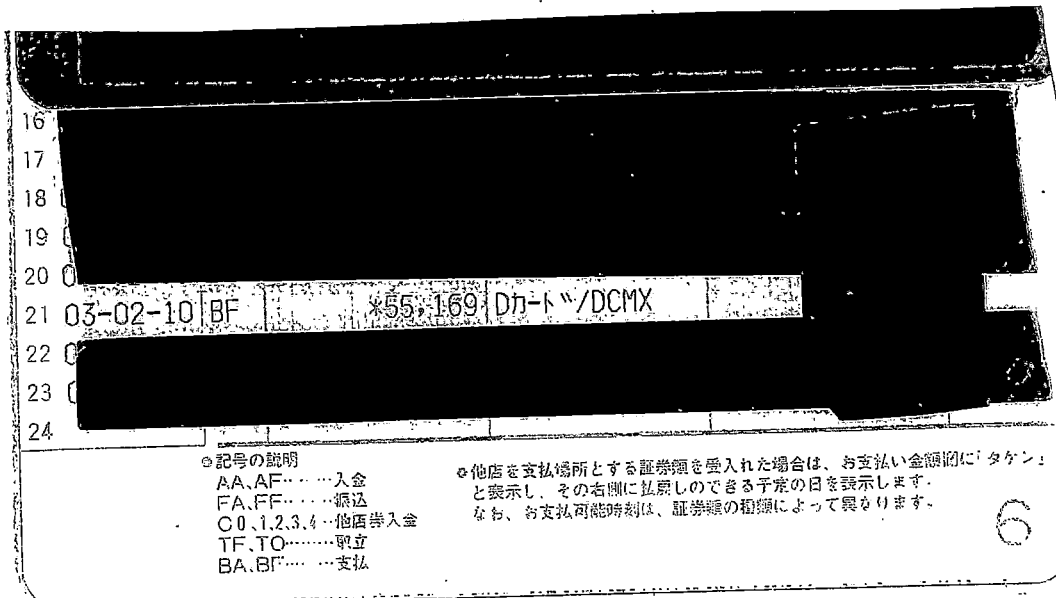 16
17
18
19
20 0
21 03-02-10 BF *55,169 Dカード/DCMX
22 0
23 0
24
記号の説明
AA、AF……入金
FA、FF……振込
C0、1、2、3、4‥他店券入金
TF、TO………取立
BA、BF……支払
他店を支払場所とする証券類を受入れた場合は、お支払い金額欄に「タケン」
と表示し、その右側に払戻しのできる予定の日を表示します。
なお、お支払可能時刻は、証券類の種類によって異なります。
6